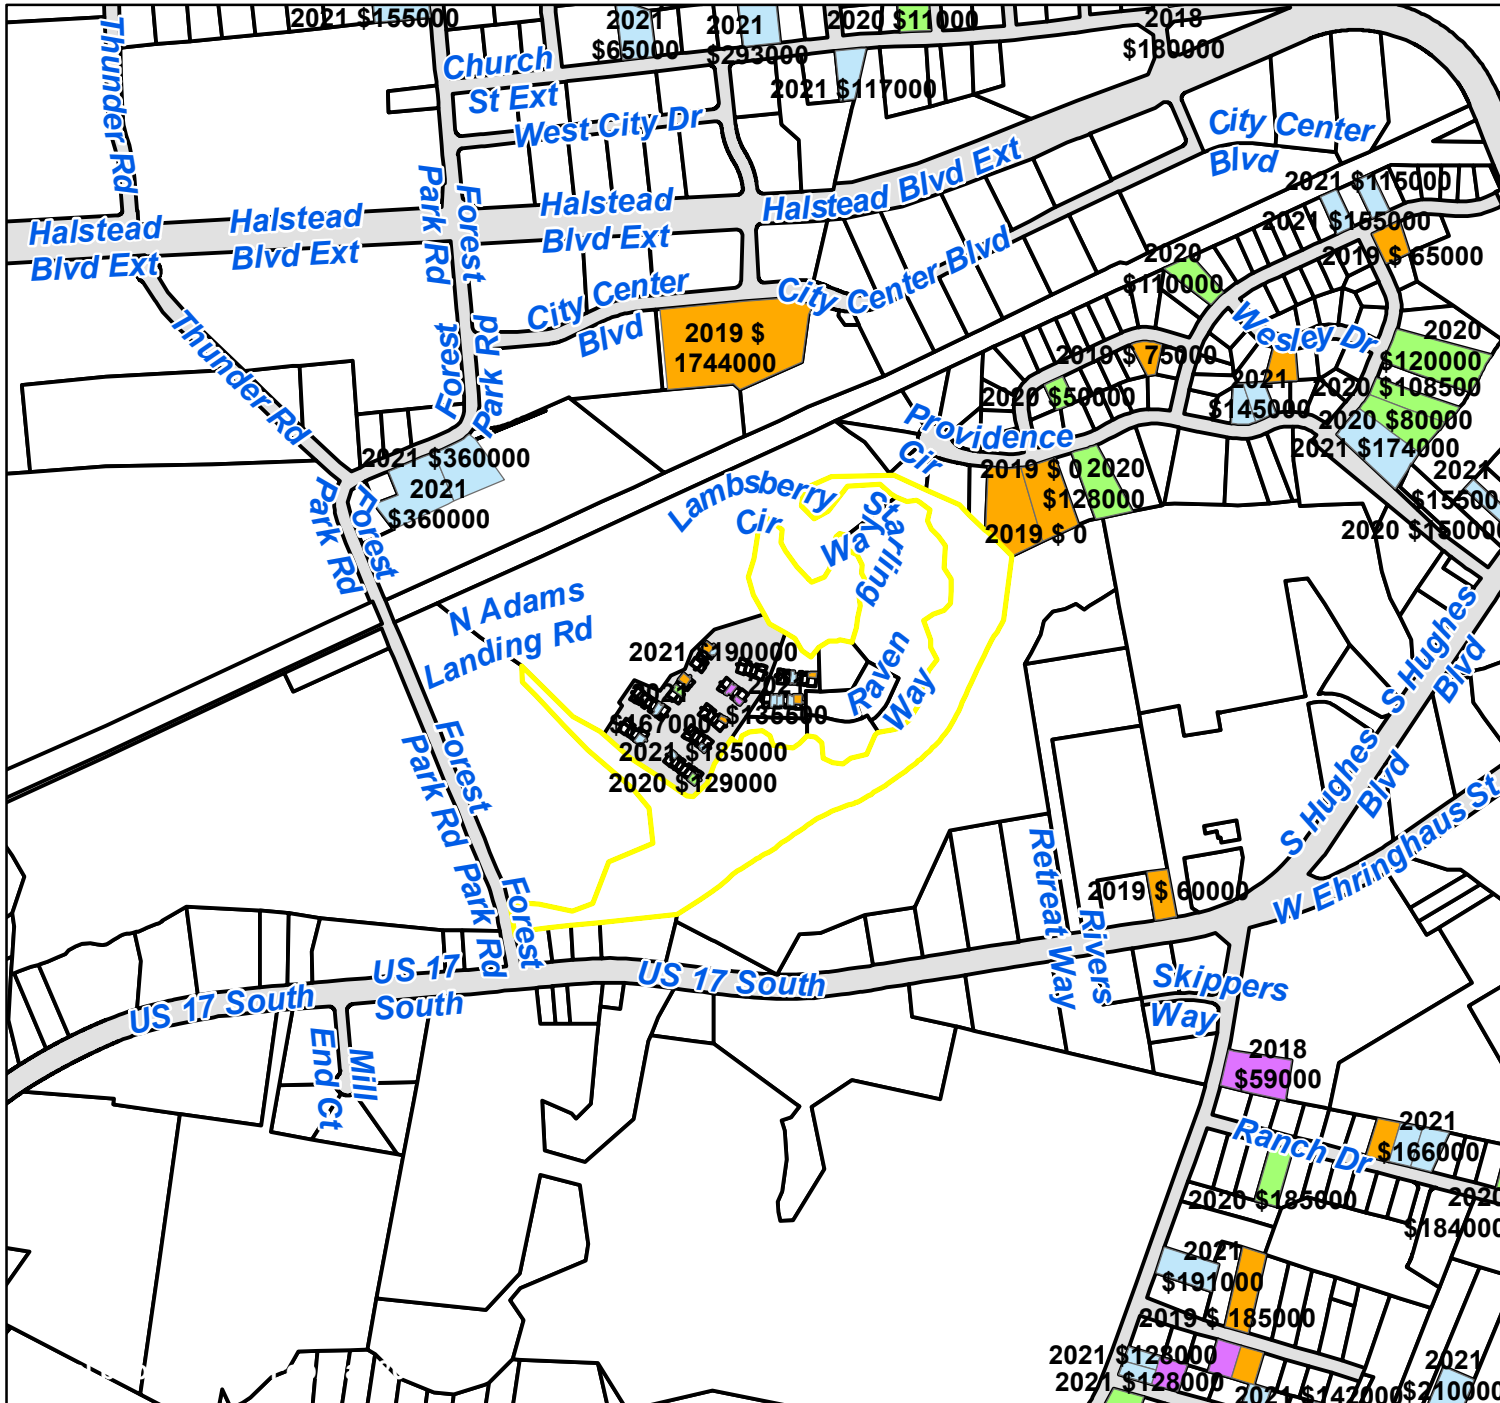 2021 $155000
2021
$65000
2021
$293000
2020 $11000
2018
$180000
2021 $117000
Thunder Rd
Church
St Ext
West City Dr
City Center
Blvd
Forest
Park Rd
Halstead
Blvd Ext
Halstead
Blvd Ext
Halstead
Blvd Ext
Halstead Blvd Ext
2021 $115000
2021 $155000
2019 $ 65000
2020
$110000
City Center
Blvd
City Center Blvd
Thunder Rd
Forest
Park Rd
2019 $
1744000
Wesley Dr
2019 $ 75000
2020
$120000
2020 $108500
2021
$145000
2020 $50000
2020 $80000
2021 $174000
Providence
Cir
2021 $360000
2021
$360000
2019 $ 0
2020
$128000
2019 $ 0
2021
$155000
2020 $150000
Forest
Park Rd
Lambsberry
Cir
Starling
Way
N Adams
Landing Rd
2021 $190000
$167000
2021
$135500
2021 $185000
2020 $129000
Raven
Way
S Hughes
Blvd
S Hughes
Blvd
Forest
Park Rd
Forest
Park Rd
Retreat Way
Rivers
2019 $ 60000
W Ehringhaus St
US 17 South
US 17
South
US 17 South
Skippers
Way
Mill
End Ct
2018
$59000
Ranch Dr
2021
$166000
2020 $185000
2020
$184000
2021
$191000
2019 $ 185000
2021 $128000
2021 $128000
2021 $142000
2021
$210000